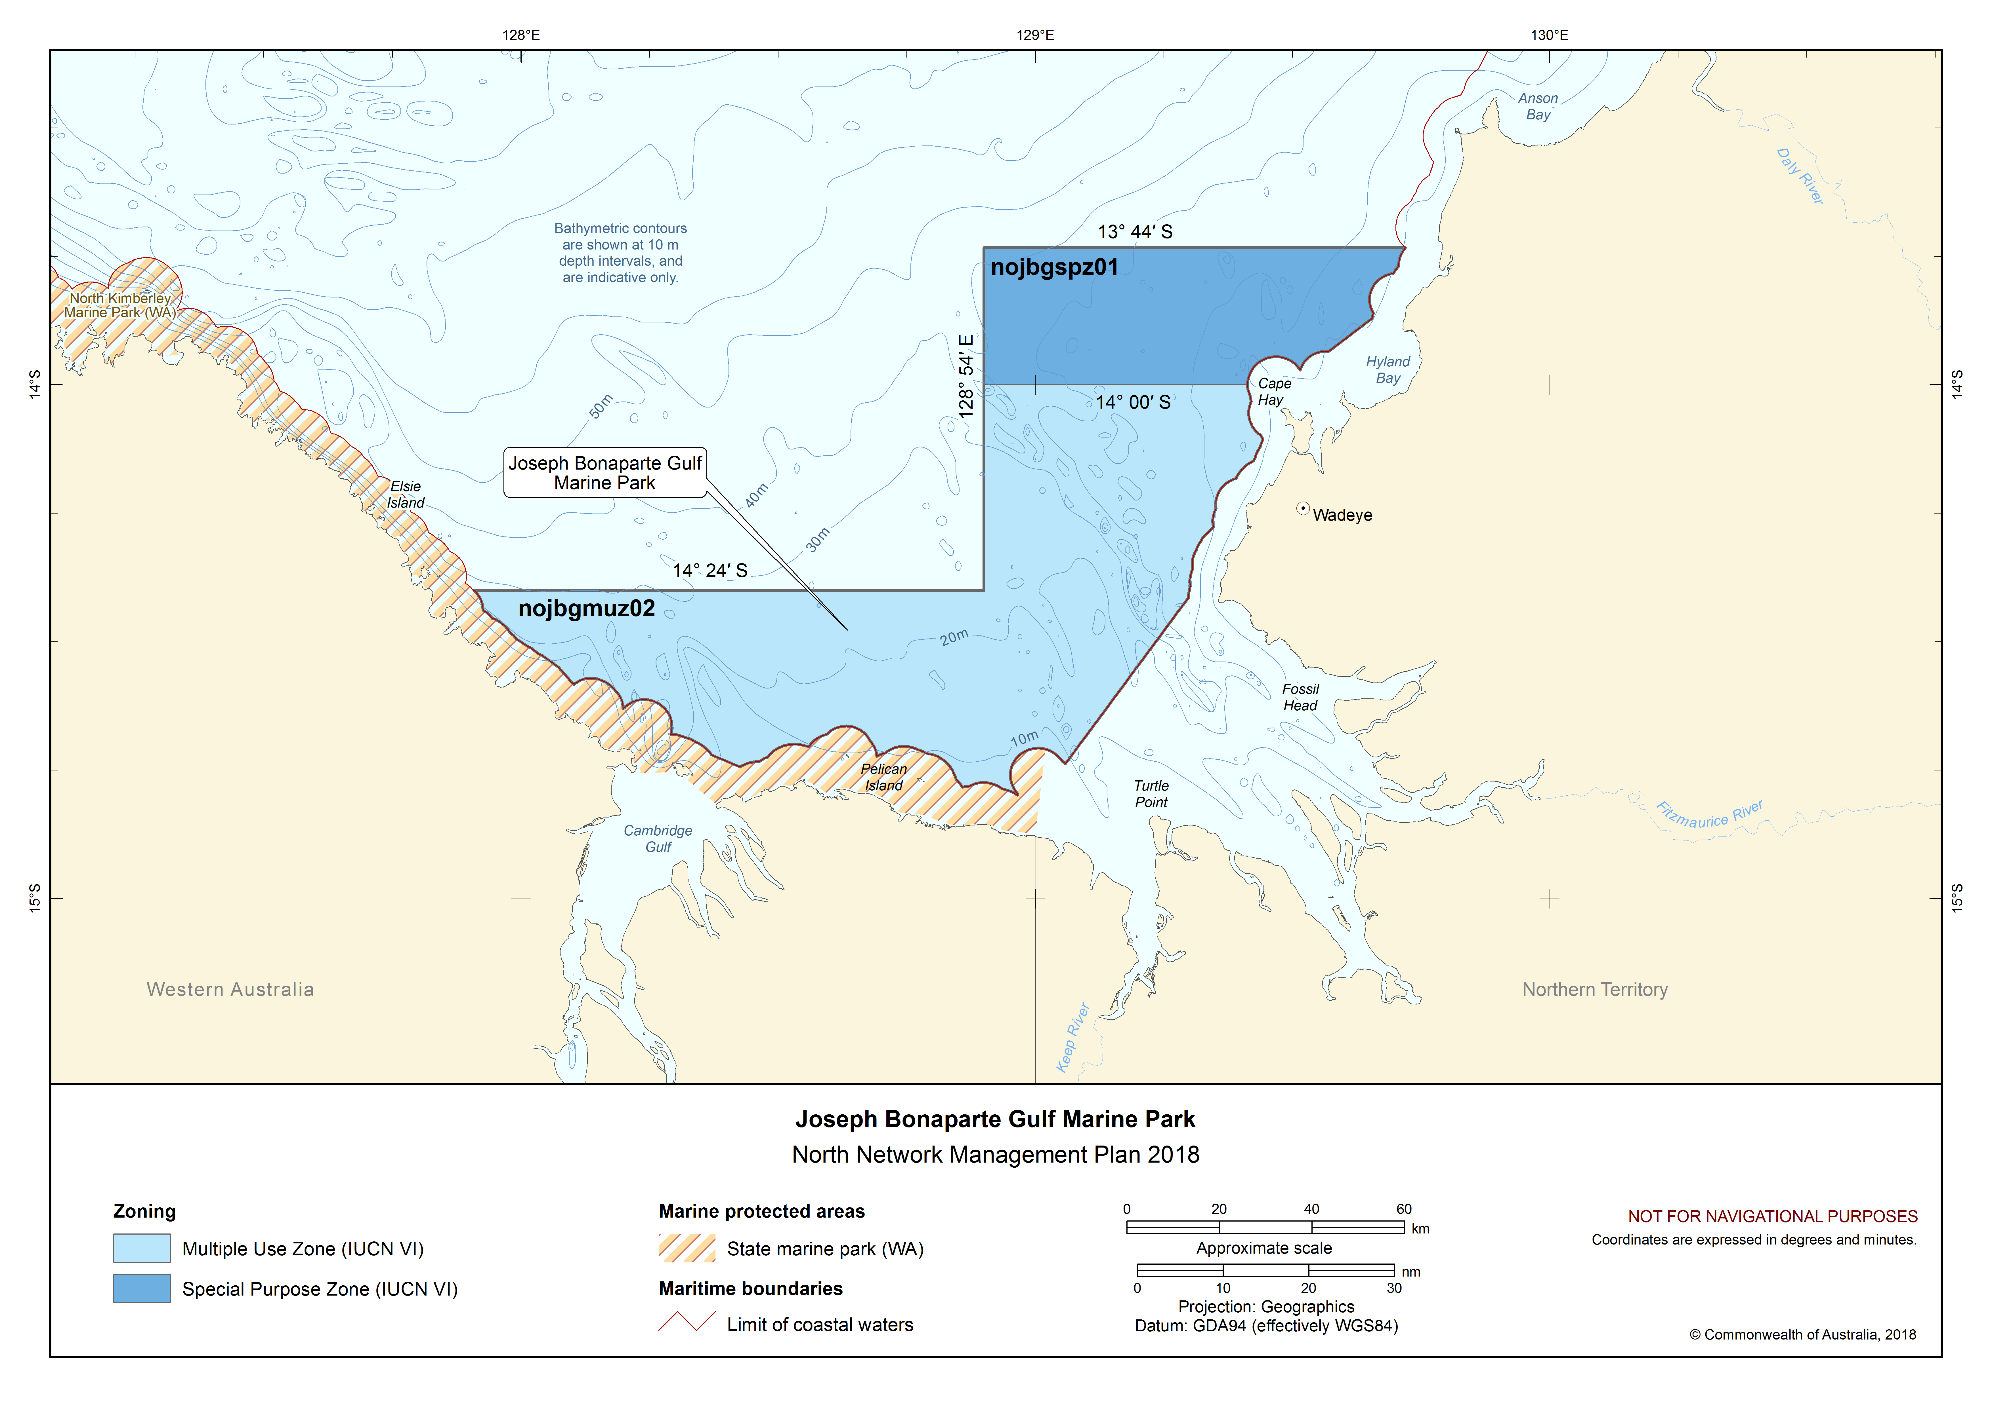 128°E
129°E
130°E
Anson
Bay
Daly River
Bathymetric contours
are shown at 10 m
depth intervals, and
are indicative only.
13° 44′ S
nojbgspz01
North Kimberley
Marine Park (WA)
128° 54′ E
Hyland
Bay
14°S
14°S
Cape
Hay
14° 00′ S
50m
Joseph Bonaparte Gulf
Marine Park
Elsie
Island
40m
Wadeye
30m
14° 24′ S
nojbgmuz02
20m
Fossil
Head
10m
Pelican
Island
Turtle
Point
Fitzmaurice River
Cambridge
Gulf
15°S
15°S
Western Australia
Northern Territory
Keep River
Joseph Bonaparte Gulf Marine Park
North Network Management Plan 2018
Zoning
Multiple Use Zone (IUCN VI)
Special Purpose Zone (IUCN VI)
Marine protected areas
State marine park (WA)
Maritime boundaries
Limit of coastal waters
0 20 40 60
km
Approximate scale
nm
0 10 20 30
Projection: Geographics
Datum: GDA94 (effectively WGS84)
NOT FOR NAVIGATIONAL PURPOSES
Coordinates are expressed in degrees and minutes.
© Commonwealth of Australia, 2018